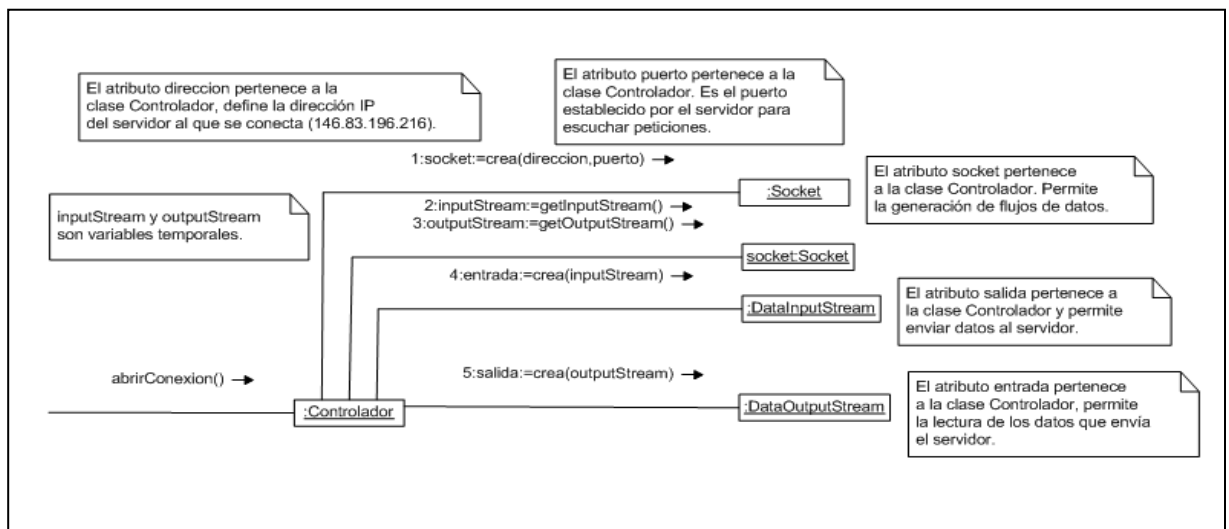 El atributo direccion pertenece a la
clase Controlador, define la dirección IP
del servidor al que se conecta (146.83.196.216).
El atributo puerto pertenece a la
clase Controlador. Es el puerto
establecido por el servidor para
escuchar peticiones.
1:socket:=crea(direccion,puerto)
El atributo socket pertenece
a la clase Controlador. Permite
la generación de flujos de datos.
:Socket
inputStream y outputStream
son variables temporales.
2:inputStream:=getInputStream()
3:outputStream:=getOutputStream()
socket:Socket
4:entrada:=crea(inputStream)
El atributo salida pertenece a
la clase Controlador y permite
enviar datos al servidor.
:DataInputStream
abrirConexion()
5:salida:=crea(outputStream)
El atributo entrada pertenece
a la clase Controlador, permite
la lectura de los datos que envía
el servidor.
:Controlador
:DataOutputStream